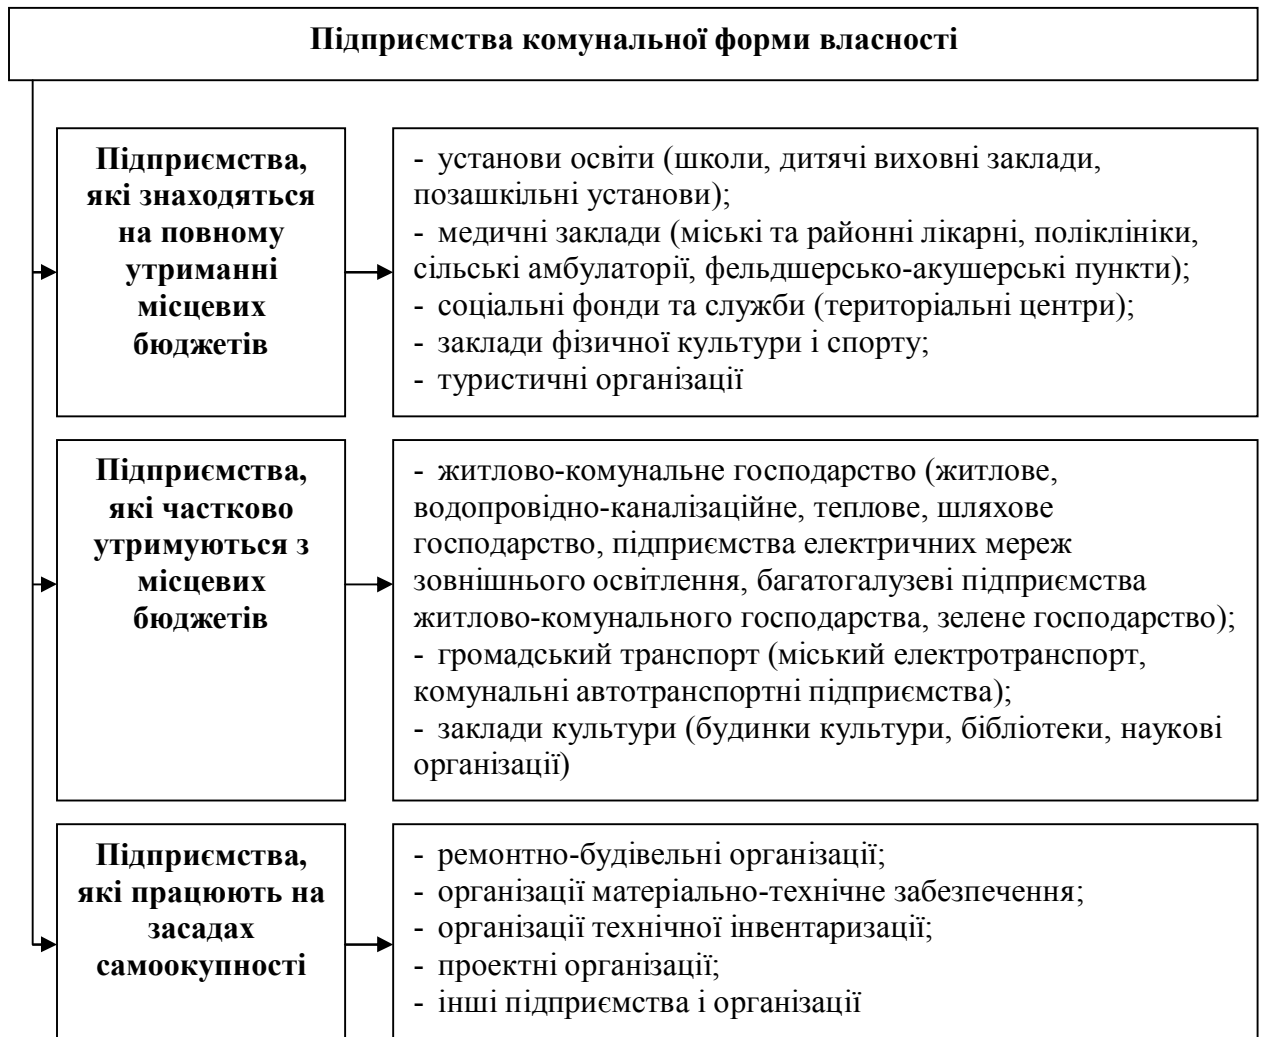 Підприємства комунальної форми власності
Підприємства,
які знаходяться
на повному
утриманні
місцевих
бюджетів
- установи освіти (школи, дитячі виховні заклади,
позашкільні установи);
- медичні заклади (міські та районні лікарні, поліклініки,
сільські амбулаторії, фельдшерсько-акушерські пункти);
- соціальні фонди та служби (територіальні центри);
- заклади фізичної культури і спорту;
- туристичні організації
Підприємства,
які частково
утримуються з
місцевих
бюджетів
- житлово-комунальне господарство (житлове,
водопровідно-каналізаційне, теплове, шляхове
господарство, підприємства електричних мереж
зовнішнього освітлення, багатогалузеві підприємства
житлово-комунального господарства, зелене господарство);
- громадський транспорт (міський електротранспорт,
комунальні автотранспортні підприємства);
- заклади культури (будинки культури, бібліотеки, наукові
організації)
Підприємства,
які працюють на
засадах
самоокупності
- ремонтно-будівельні організації;
- організації матеріально-технічне забезпечення;
- організації технічної інвентаризації;
- проектні організації;
- інші підприємства і організації